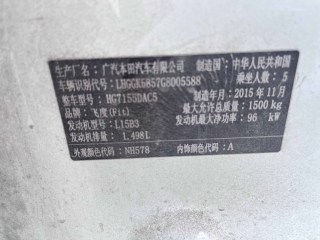 生产厂名：广汽本田汽车有限公司 制造国：中华人民共和国
车辆识别代号：LHGGK5857G8005588 乘坐人数：5
整车型号：HG7155DAC5 制造年月：2015年11月
品牌：飞度(Fit) 最大允许总质量：1500kg
发动机型号：L15B3 发动机最大净功率：96 kW
发动机排量：1.498L
外观颜色代码：NH578 内饰颜色代码：A